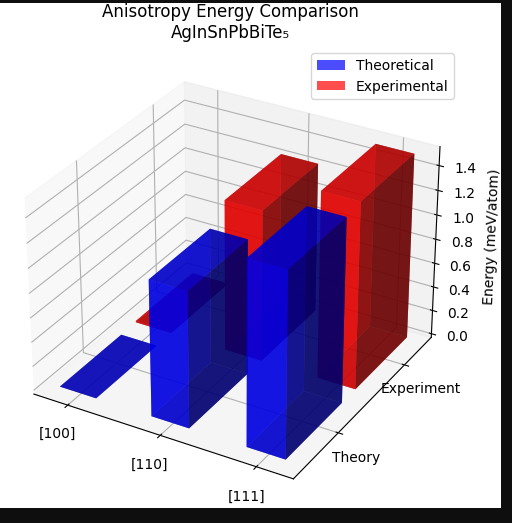 Anisotropy Energy Comparison
AgInSnPbBiTe₅
Theoretical
Experimental
1.4
1.2
1.0
0.8
0.6
0.4
0.2
0.0
Energy (meV/atom)
Experiment
Theory
[100]
[110]
[111]